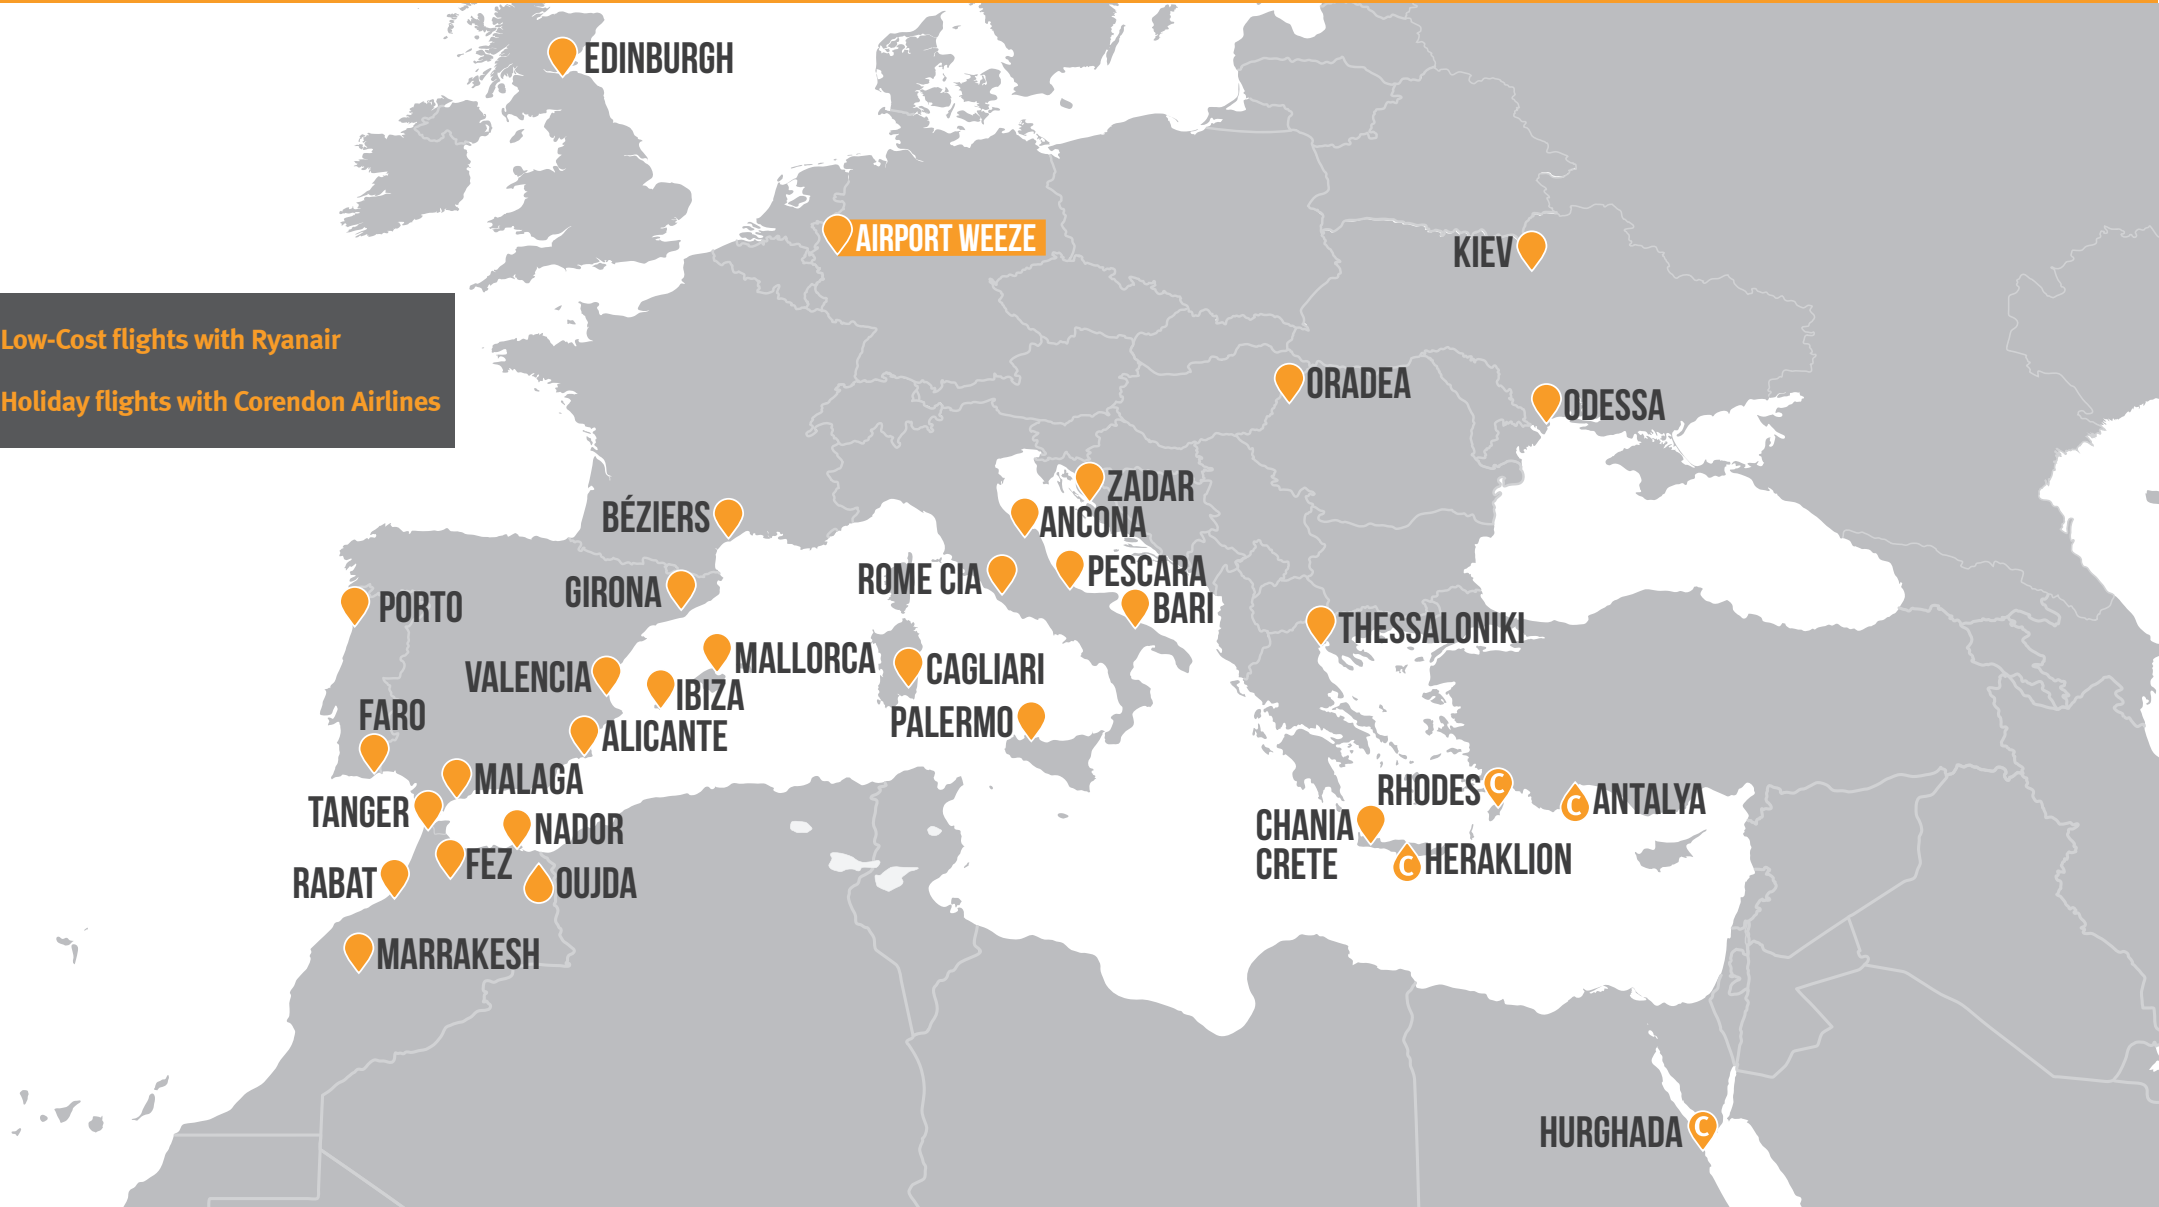 EDINBURGH
AIRPORT WEEZE
KIEV
Low-Cost flights with Ryanair
Holiday flights with Corendon Airlines
ORADEA
ODESSA
ZADAR
BÉZIERS
ANCONA
PESCARA
ROME CIA
GIRONA
PORTO
BARI
THESSALONIKI
MALLORCA
CAGLIARI
VALENCIA
IBIZA
FARO
PALERMO
ALICANTE
MALAGA
RHODES
C
C
ANTALYA
TANGER
NADOR
CHANIA
CRETE
C
HERAKLION
FEZ
RABAT
OUJDA
MARRAKESH
HURGHADA
C